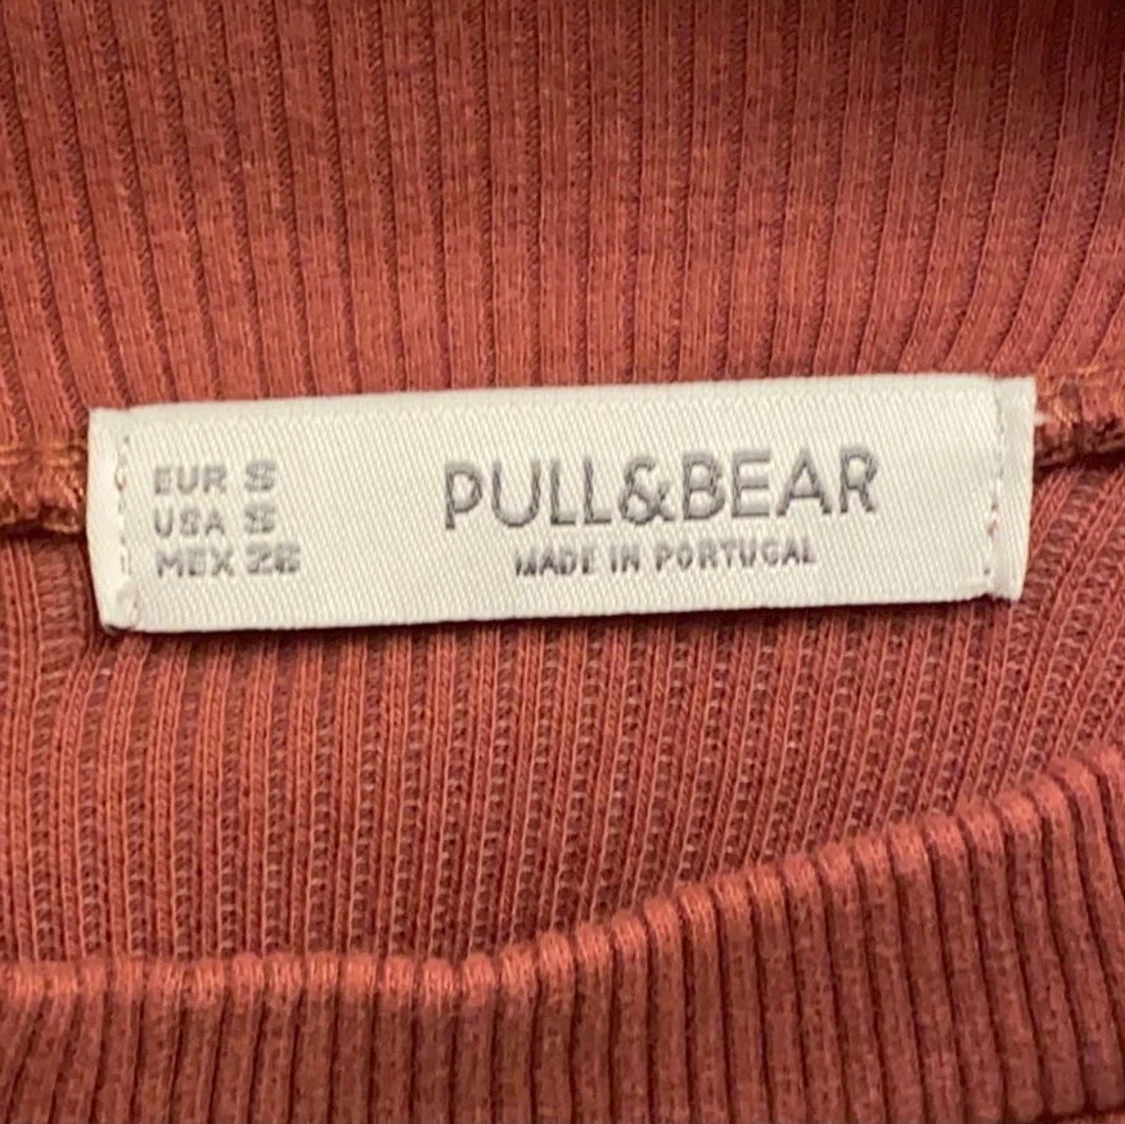 EUR S
USA S
MEX 26
PULL&BEAR
MADE IN PORTUGAL